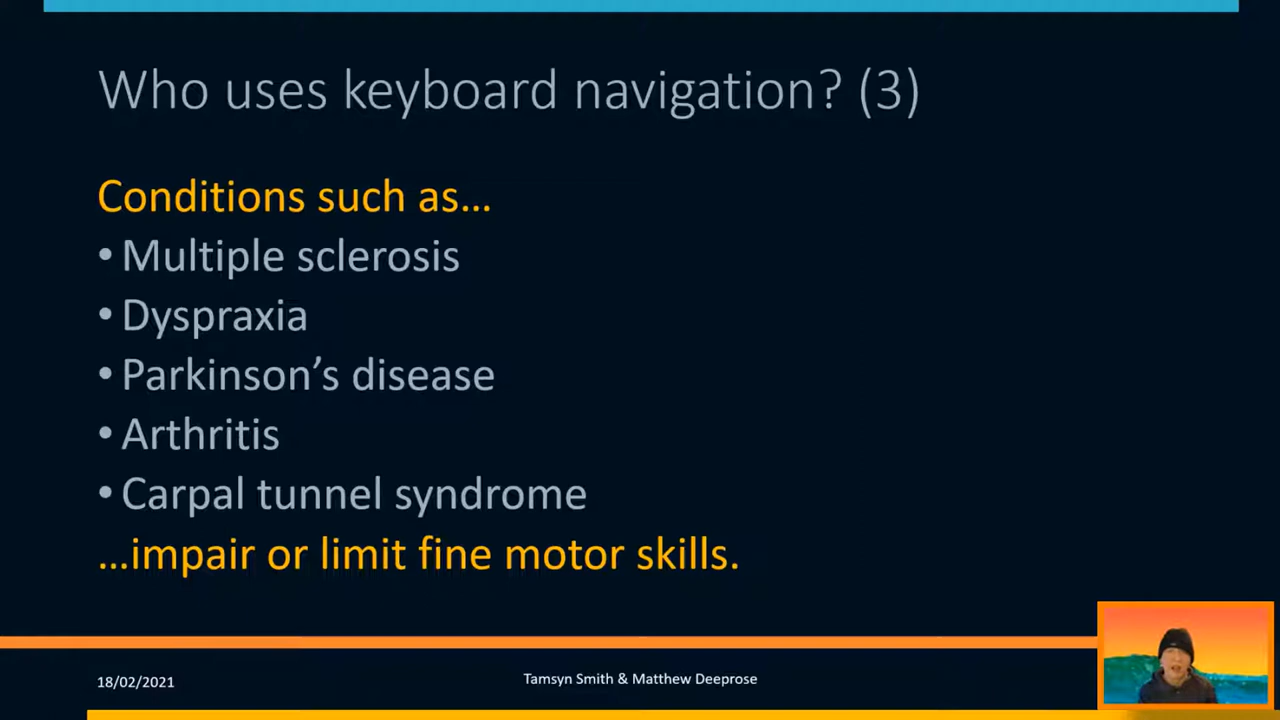 Who uses keyboard navigation? (3)
Conditions such as...
• Multiple sclerosis
• Dyspraxia
• Parkinson’s disease
• Arthritis
• Carpal tunnel syndrome
...impair or limit fine motor skills.
18/02/2021
Tamsyn Smith & Matthew Deeprose